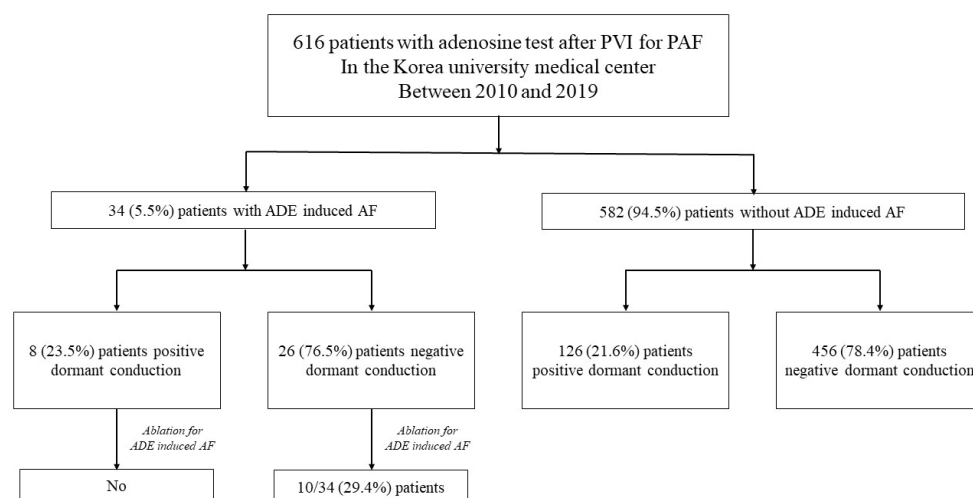 616 patients with adenosine test after PVI for PAF
In the Korea university medical center
Between 2010 and 2019
34 (5.5%) patients with ADE induced AF
582 (94.5%) patients without ADE induced AF
8 (23.5%) patients positive
dormant conduction
26 (76.5%) patients negative
dormant conduction
126 (21.6%) patients
positive dormant conduction
456 (78.4%) patients
negative dormant conduction
Ablation for
ADE induced AF
Ablation for
ADE induced AF
No
10/34 (29.4%) patients